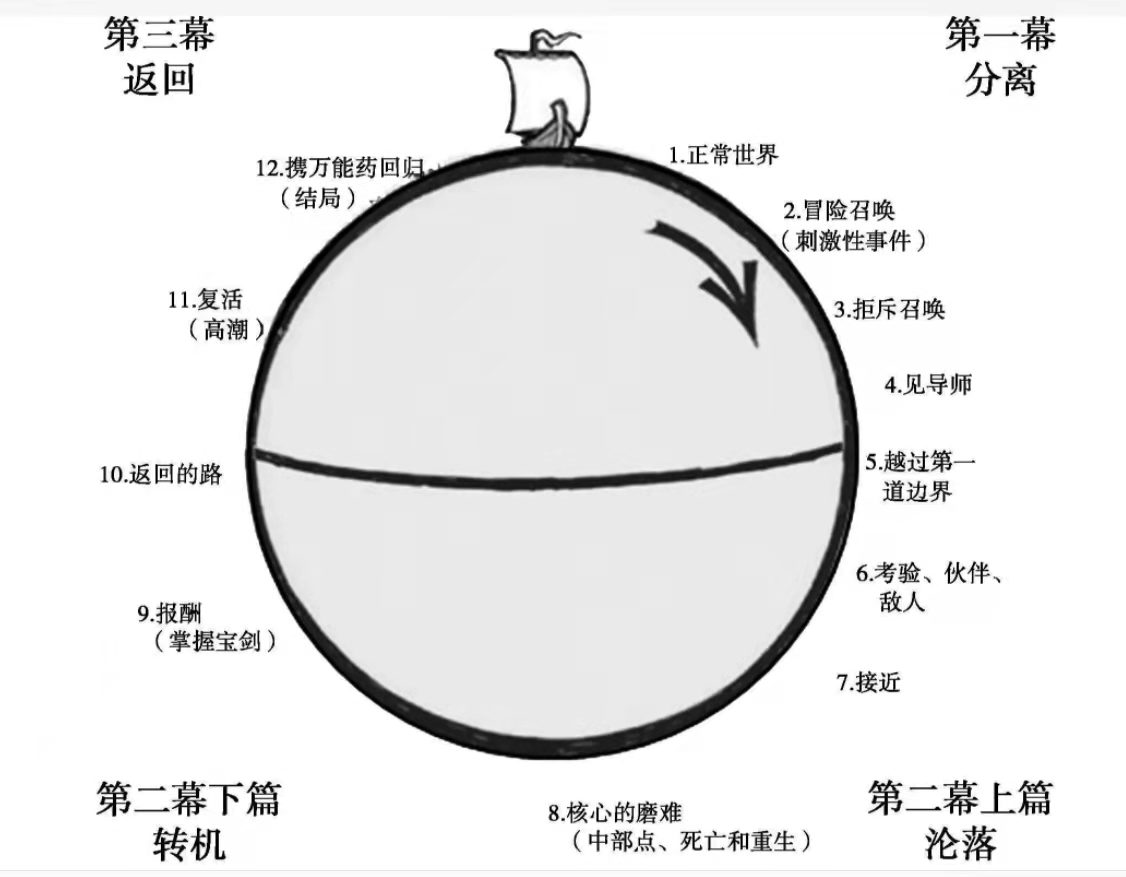 第三幕
返回
第一幕
分离
1.正常世界
2.冒险召唤
（刺激性事件）
3.拒斥召唤
4.见导师
5.越过第一
道边界
6.考验、伙伴、
敌人
7.接近
8.核心的磨难
（中部点、死亡和重生）
9.报酬
（掌握宝剑）
10.返回的路
11.复活
（高潮）
12.携万能药回归
（结局）
第二幕下篇
转机
第二幕上篇
沦落